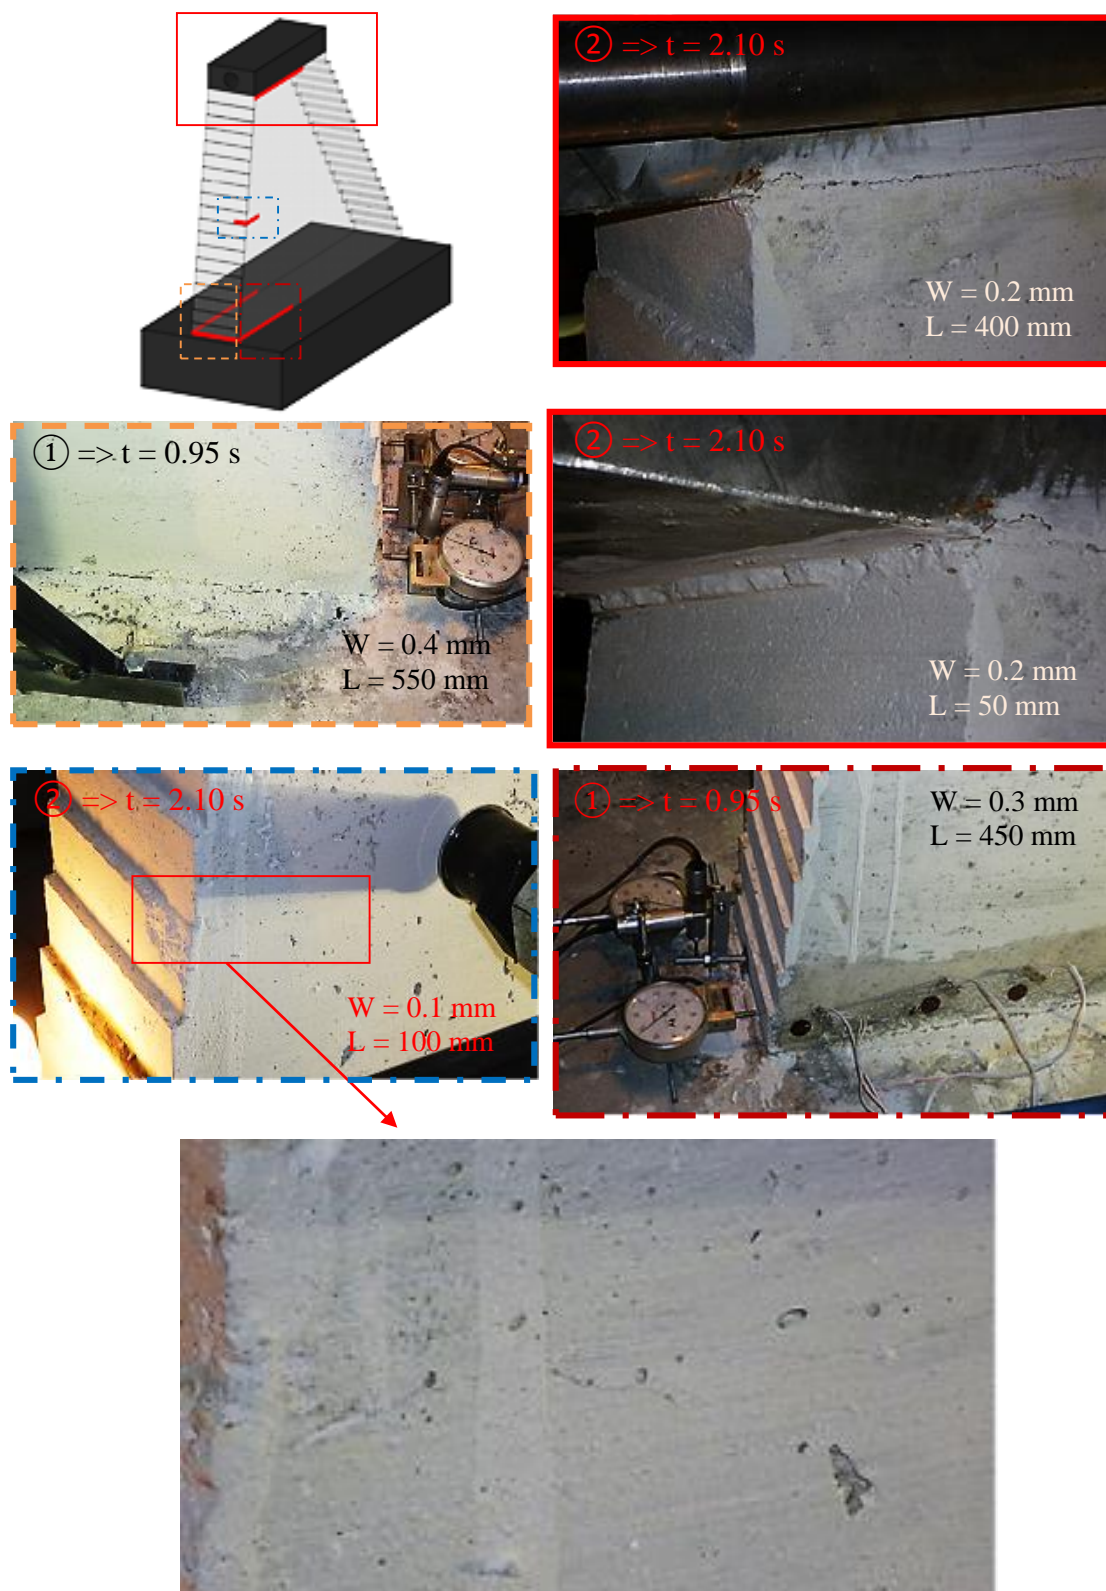 ② => t = 2.10 s
W = 0.2 mm
L = 400 mm
① => t = 0.95 s
W = 0.4 mm
L = 550 mm
② => t = 2.10 s
W = 0.2 mm
L = 50 mm
② => t = 2.10 s
W = 0.1 mm
L = 100 mm
① => t = 0.95 s
W = 0.3 mm
L = 450 mm